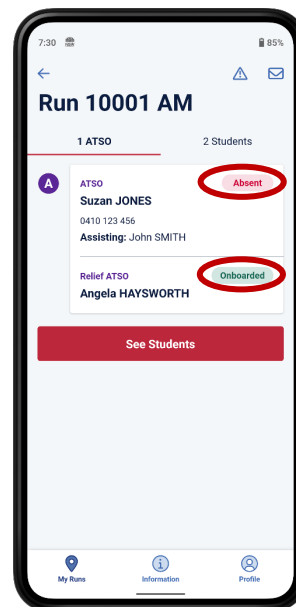 7:30 85%
Run 10001 AM
1 ATSO 2 Students
A ATSO Absent
Suzan JONES
0410 123 456
Assisting: John SMITH
Relief ATSO Onboarded
Angela HAYSWORTH
See Students
My Runs Information Profile